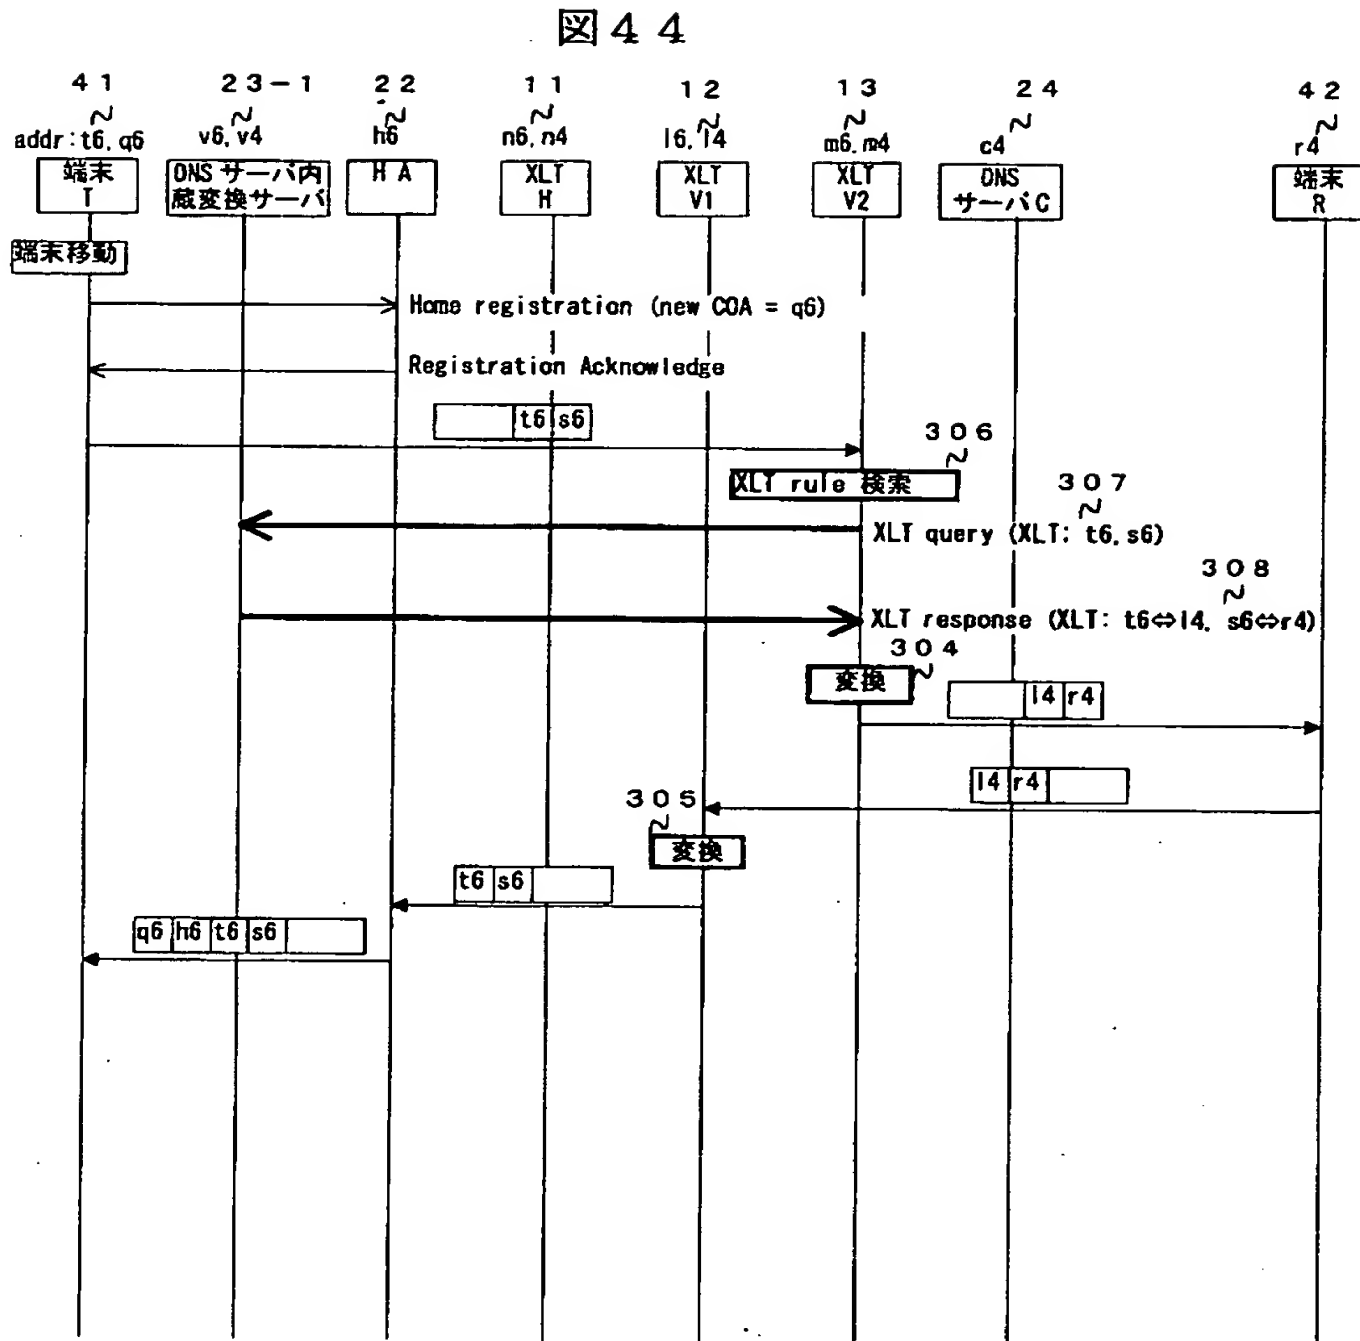 図44
41 23-1 22 11 12 13 24 42
addr:t6,q6 v6,v4 h6 n6,n4 l6,l4 m6,m4 c4 r4
端末 T
DNS サーバ内蔵変換サーバ
HA
XLT H
XLT V1
XLT V2
DNS サーバC
端末 R
端末移動
Home registration (new COA = q6)
Registration Acknowledge
t6 s6
306
XLT rule 検索
307
XLT query (XLT: t6,s6)
308
XLT response (XLT: t6⇔l4, s6⇔r4)
304
変換
l4 r4
l4 r4
305
変換
t6 s6
q6 h6 t6 s6